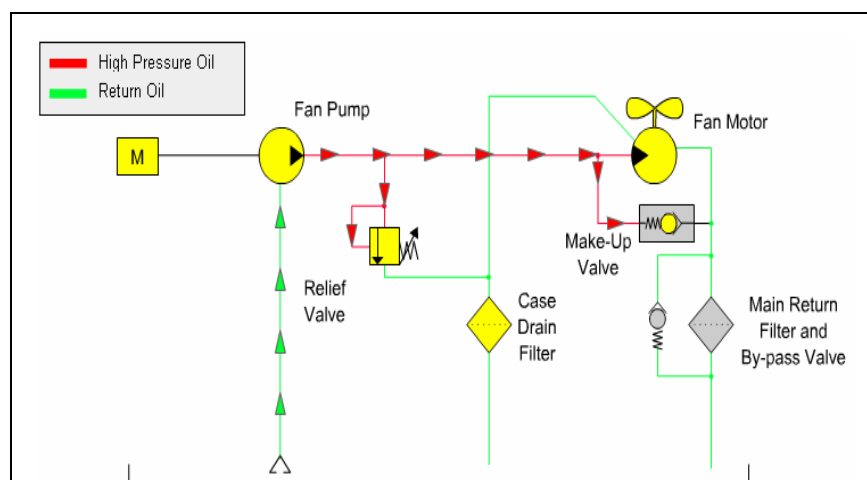 High Pressure Oil
Return Oil
Fan Pump
Fan Motor
M
Make-Up
Valve
Relief
Valve
Case
Drain
Filter
Main Return
Filter and
By-pass Valve